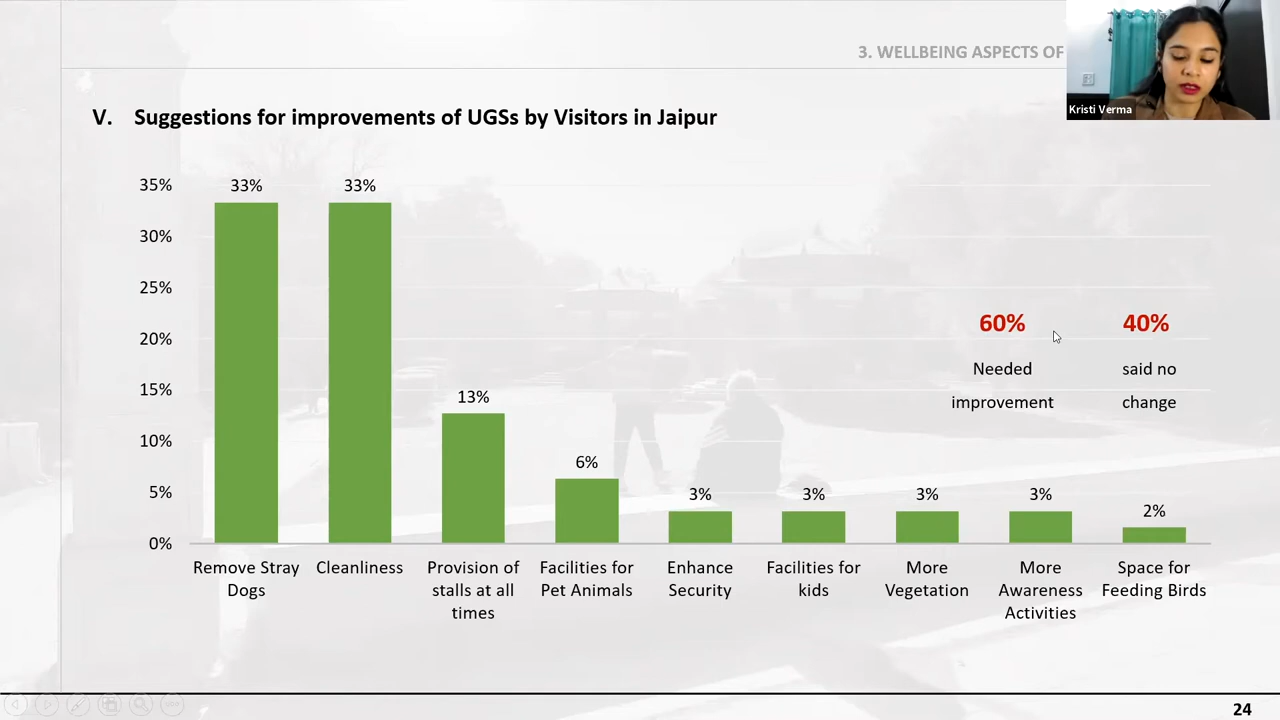 3. WELLBEING ASPECTS OF
Kristi Verma
V. Suggestions for improvements of UGSs by Visitors in Jaipur
35%
30%
25%
20%
15%
10%
5%
0%
33%
33%
13%
6%
3%
3%
3%
3%
2%
60%
Needed
improvement
40%
said no
change
Remove Stray
Dogs
Cleanliness
Provision of
stalls at all
times
Facilities for
Pet Animals
Enhance
Security
Facilities for
kids
More
Vegetation
More
Awareness
Activities
Space for
Feeding Birds
24